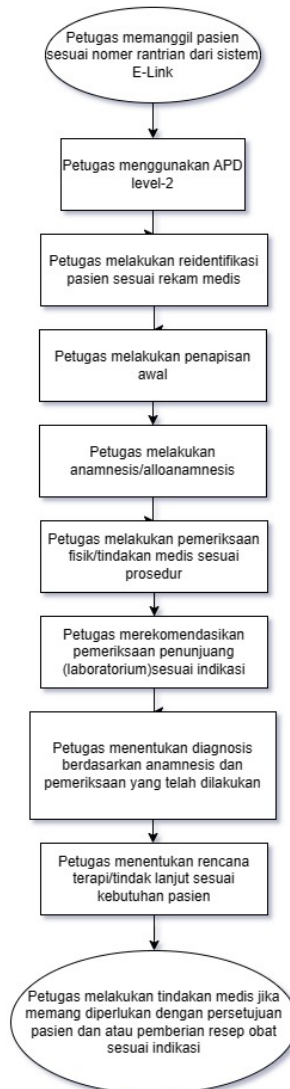 Petugas memanggil pasien
sesuai nomer rantrian dari sistem
E-Link
Petugas menggunakan APD
level-2
Petugas melakukan reidentifikasi
pasien sesuai rekam medis
Petugas melakukan penapisan
awal
Petugas melakukan
anamnesis/alloanamnesis
Petugas melakukan pemeriksaan
fisik/tindakan medis sesuai
prosedur
Petugas merekomendasikan
pemeriksaan penunjuang
(laboratorium)sesuai indikasi
Petugas menentukan diagnosis
berdasarkan anamnesis dan
pemeriksaan yang telah dilakukan
Petugas menentukan rencana
terapi/tindak lanjut sesuai
kebutuhan pasien
Petugas melakukan tindakan medis jika
memang diperlukan dengan persetujuan
pasien dan atau pemberian resep obat
sesuai indikasi